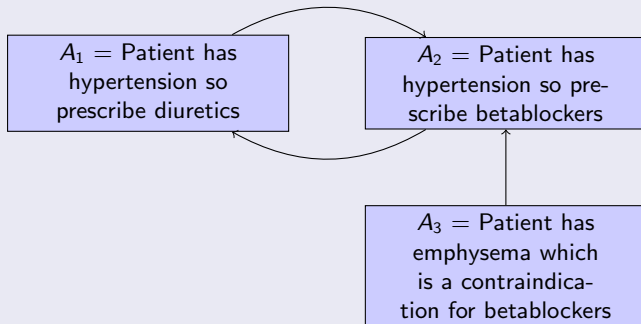 A₁ = Patient has
hypertension so
prescribe diuretics
A₂ = Patient has
hypertension so pre-
scribe betablockers
A₃ = Patient has
emphysema which
is a contraindica-
tion for betablockers